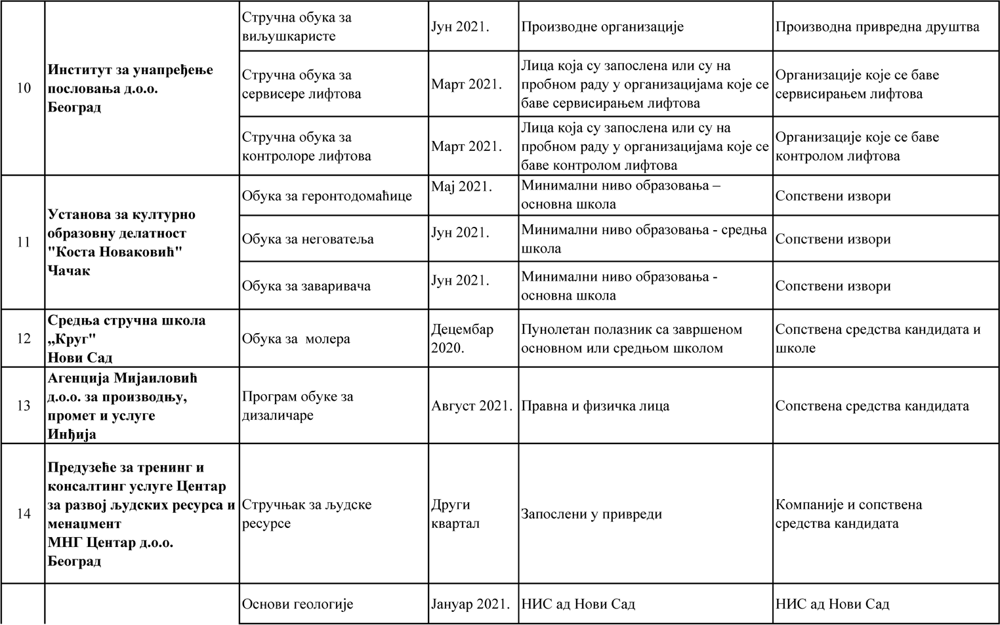 10
Институт за унапређење
пословања д.о.о.
Београд
Стручна обука за
виљушкаристе
Јун 2021.
Производне организације
Производна привредна друштва
Стручна обука за
сервисере лифтова
Март 2021.
Лица која су запослена или су на
пробном раду у организацијама које се
баве сервисирањем лифтова
Организације које се баве
сервисирањем лифтова
Стручна обука за
контролоре лифтова
Март 2021.
Лица која су запослена или су на
пробном раду у организацијама које се
баве контролом лифтова
Организације које се баве
контролом лифтова
11
Установа за културно
образовну делатност
"Коста Новаковић"
Чачак
Обука за геронтодомаћице
Мај 2021.
Минимални ниво образовања –
основна школа
Сопствени извори
Обука за неговатеља
Јун 2021.
Минимални ниво образовања - средња
школа
Сопствени извори
Обука за заваривача
Јун 2021.
Минимални ниво образовања -
основна школа
Сопствени извори
12
Средња стручна школа
„Круг"
Нови Сад
Обука за  молера
Децембар
2020.
Пунолетан полазник са завршеном
основном или средњом школом
Сопствена средства кандидата и
школе
13
Агенција Мијаиловић
д.о.о. за производњу,
промет и услуге
Инђија
Програм обуке за
дизаличаре
Август 2021.
Правна и физичка лица
Сопствена средства кандидата
14
Предузеће за тренинг и
консалтинг услуге Центар
за развој људских ресурса и
менаџмент
МНГ Центар д.о.о.
Београд
Стручњак за људске
ресурсе
Други
квартал
Запослени у привреди
Компаније и сопствена
средства кандидата
Основи геологије
Јануар 2021.
НИС ад Нови Сад
НИС ад Нови Сад